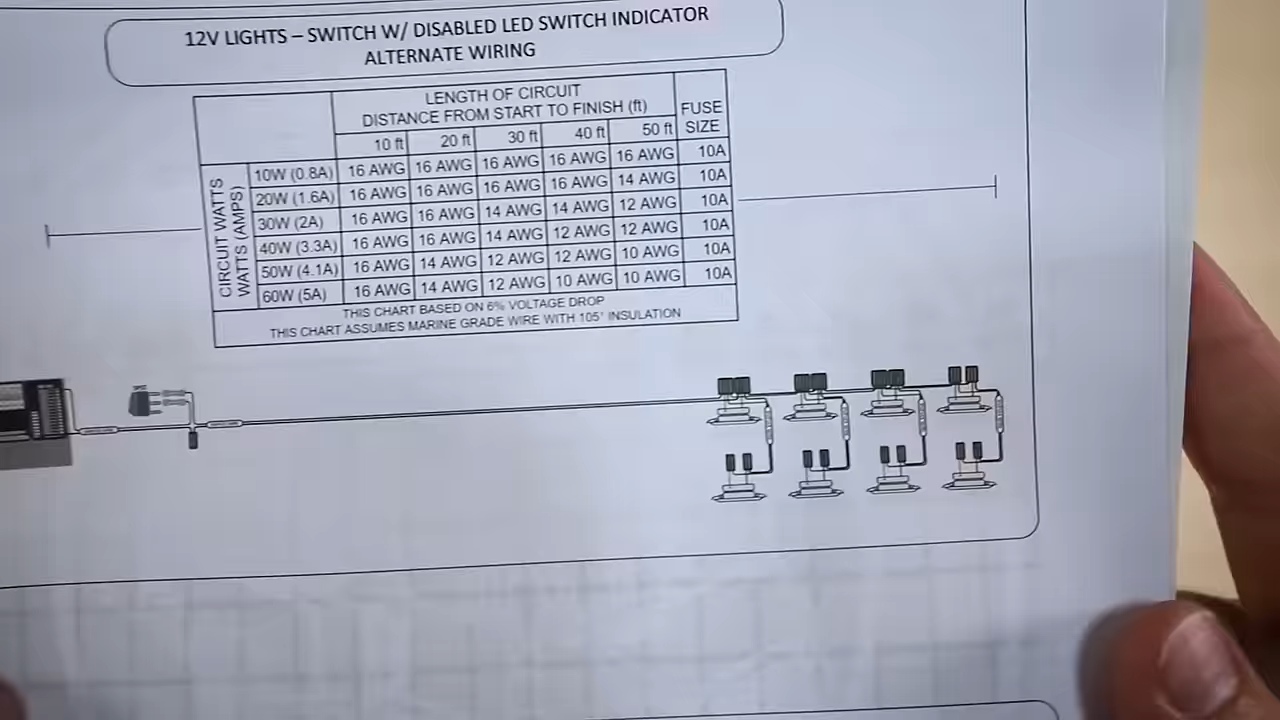 12V LIGHTS – SWITCH W/ DISABLED LED SWITCH INDICATOR
ALTERNATE WIRING
LENGTH OF CIRCUIT
DISTANCE FROM START TO FINISH (ft)
FUSE SIZE
10 ft 20 ft 30 ft 40 ft 50 ft
CIRCUIT WATTS
WATTS (AMPS)
10W (0.8A) 16 AWG 16 AWG 16 AWG 16 AWG 16 AWG 10A
20W (1.6A) 16 AWG 16 AWG 16 AWG 16 AWG 14 AWG 10A
30W (2A) 16 AWG 16 AWG 14 AWG 14 AWG 12 AWG 10A
40W (3.3A) 16 AWG 16 AWG 14 AWG 12 AWG 12 AWG 10A
50W (4.1A) 16 AWG 14 AWG 12 AWG 12 AWG 10 AWG 10A
60W (5A) 16 AWG 14 AWG 12 AWG 10 AWG 10 AWG 10A
THIS CHART BASED ON 6% VOLTAGE DROP
THIS CHART ASSUMES MARINE GRADE WIRE WITH 105° INSULATION